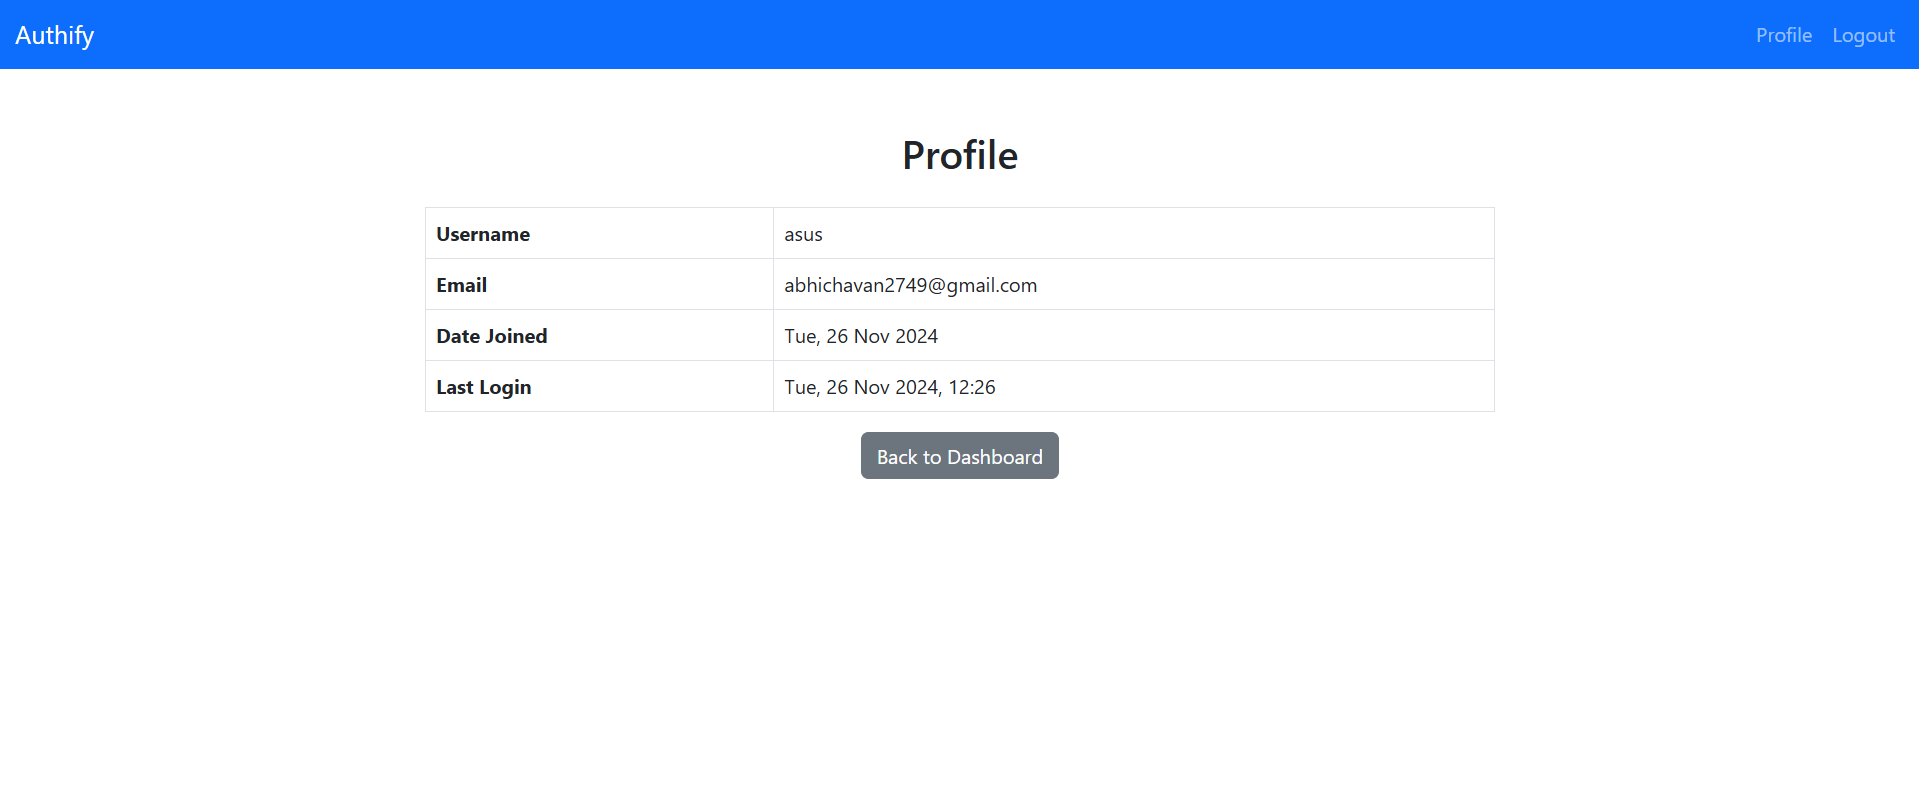 Authify Profile Logout
Profile
Username asus
Email abhichavan2749@gmail.com
Date Joined Tue, 26 Nov 2024
Last Login Tue, 26 Nov 2024, 12:26
Back to Dashboard